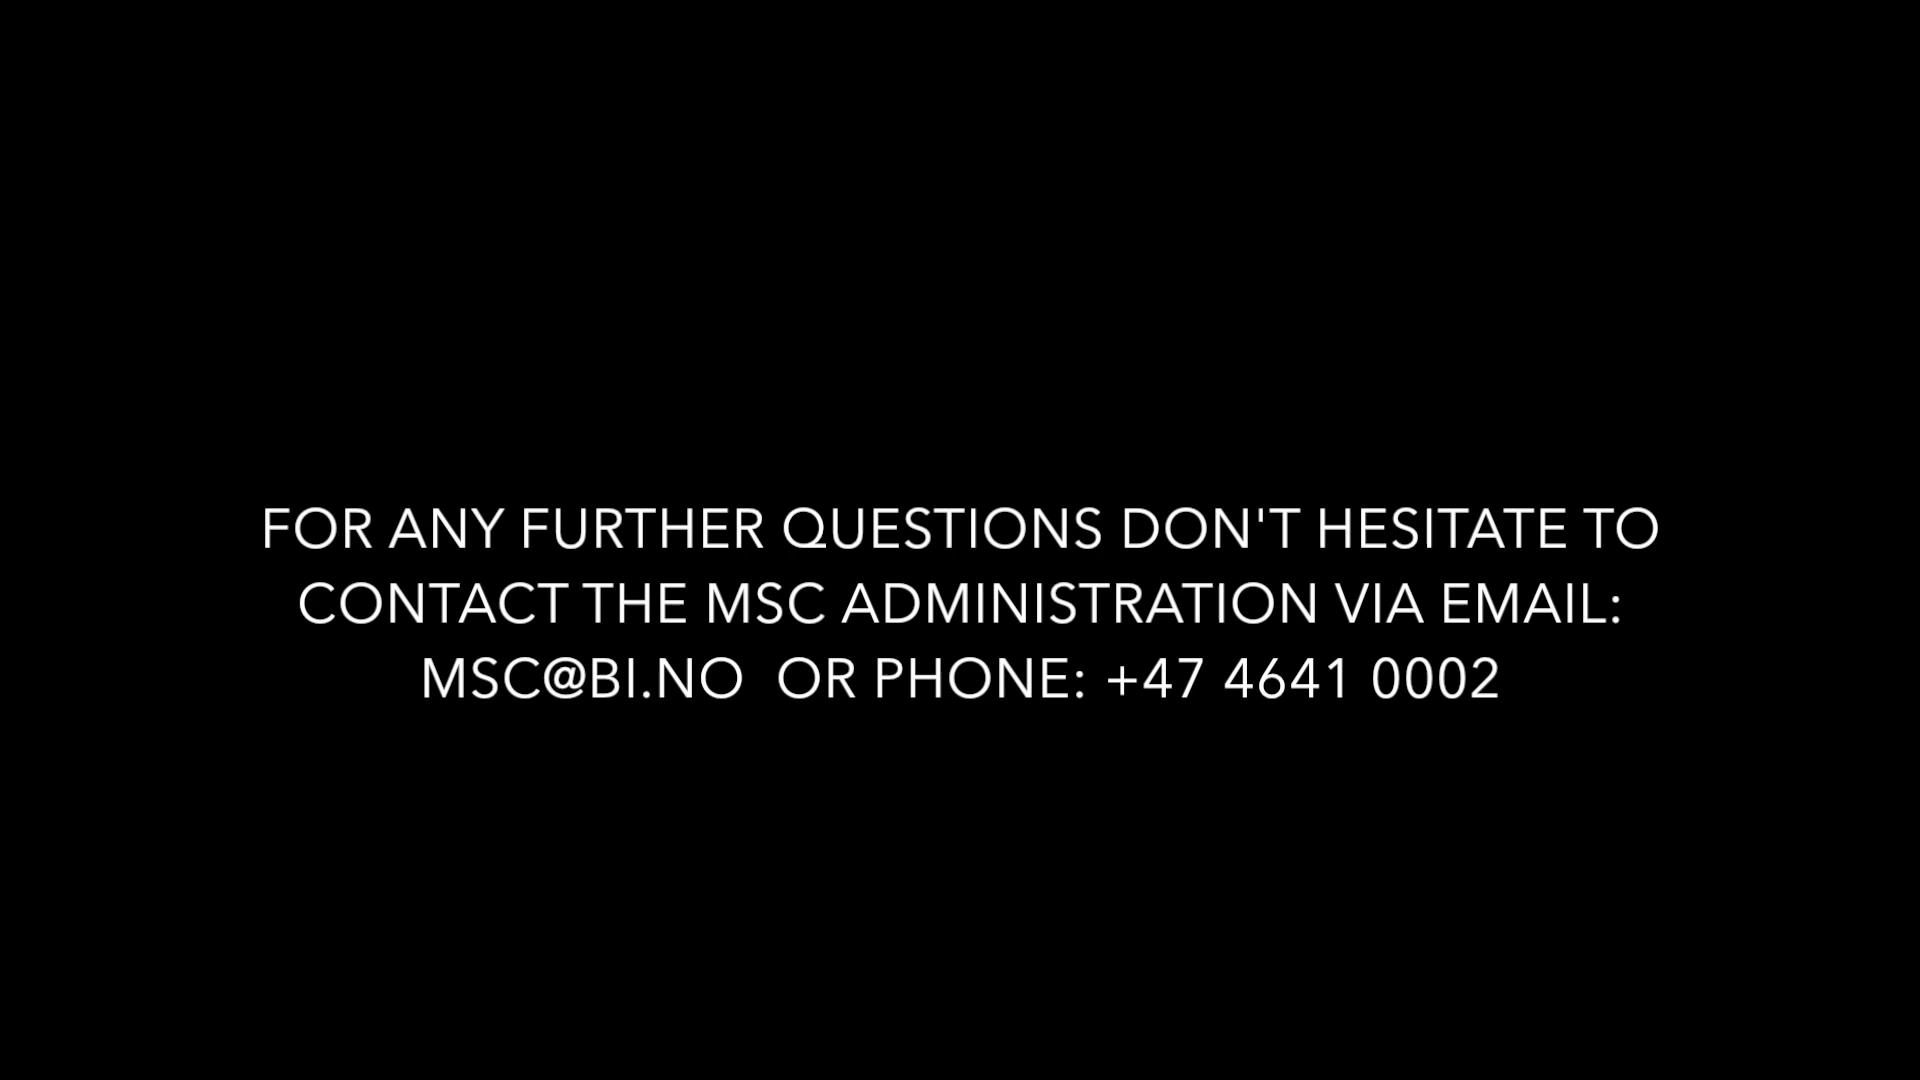 FOR ANY FURTHER QUESTIONS DON'T HESITATE TO
CONTACT THE MSC ADMINISTRATION VIA EMAIL:
MSC@BI.NO  OR PHONE: +47 4641 0002